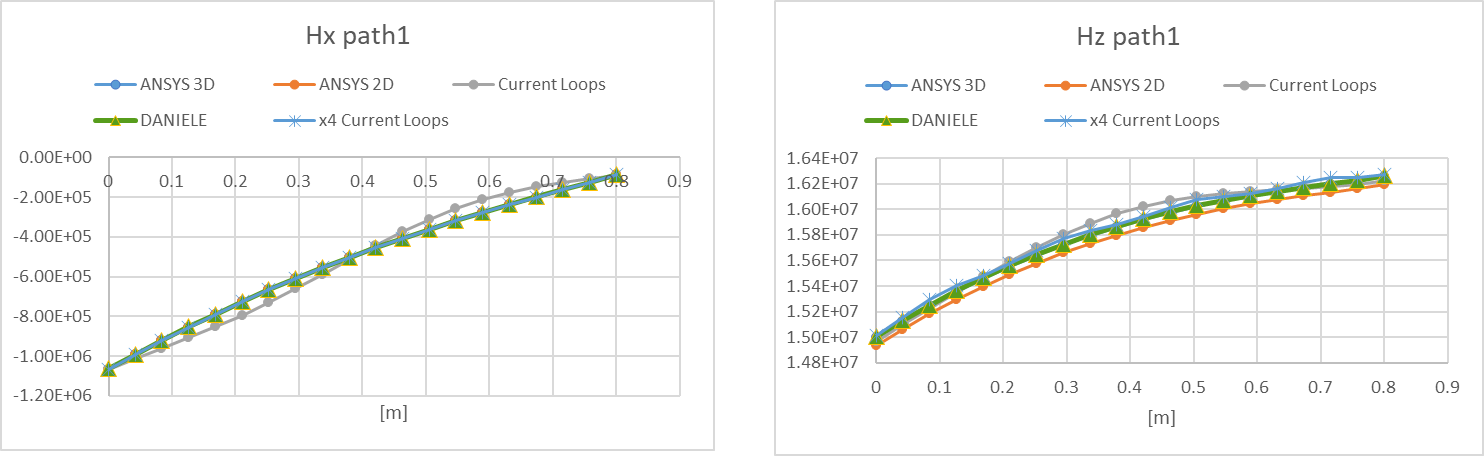 Hx path1
ANSYS 3D ANSYS 2D Current Loops
DANIELE x4 Current Loops
0.00E+00
-2.00E+05
-4.00E+05
-6.00E+05
-8.00E+05
-1.00E+06
-1.20E+06
0 0.1 0.2 0.3 0.4 0.5 0.6 0.7 0.8 0.9
[m]
Hz path1
ANSYS 3D ANSYS 2D Current Loops
DANIELE x4 Current Loops
1.64E+07
1.62E+07
1.60E+07
1.58E+07
1.56E+07
1.54E+07
1.52E+07
1.50E+07
1.48E+07
0 0.1 0.2 0.3 0.4 0.5 0.6 0.7 0.8 0.9
[m]